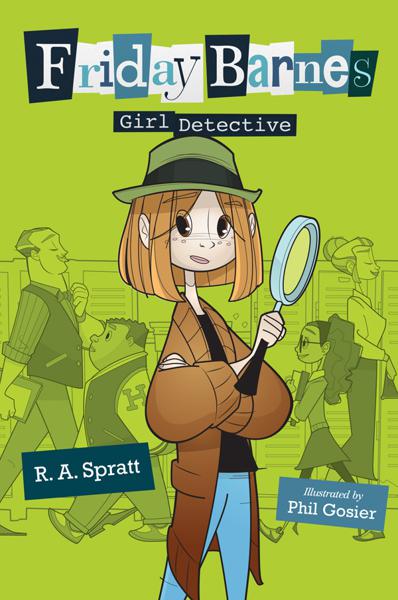 Friday Barnes
Girl Detective
H
R. A. Spratt
Illustrated by
Phil Gosier